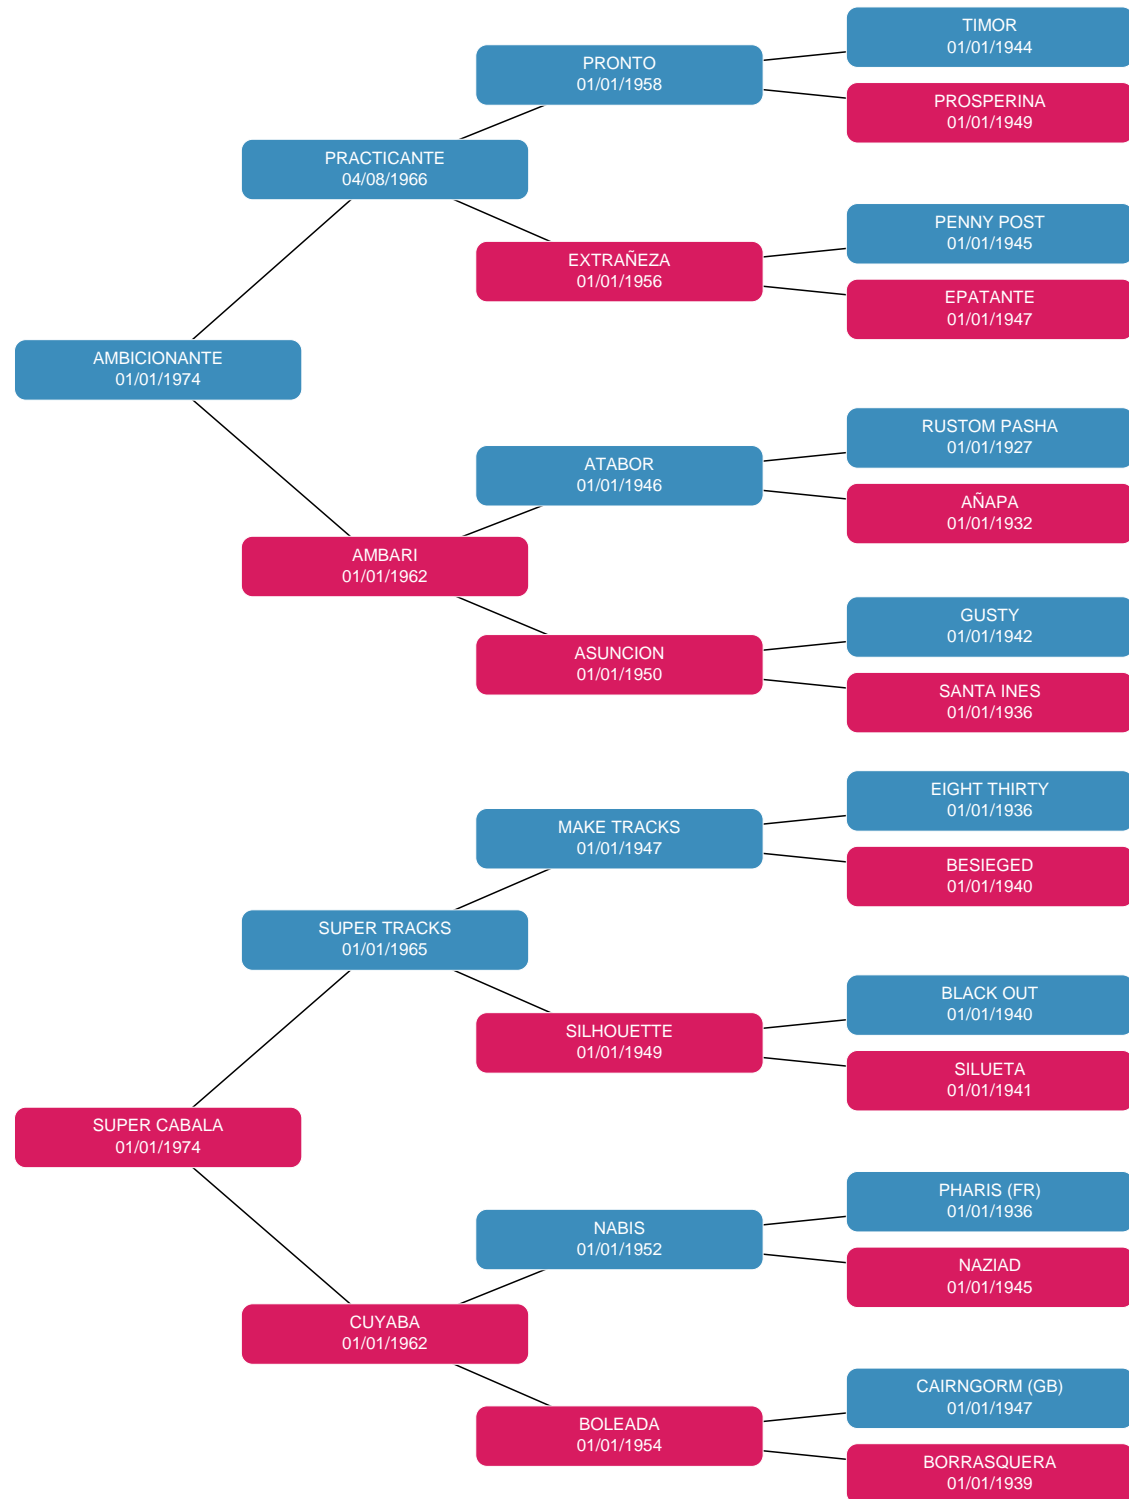 TIMOR
01/01/1944
PRONTO
01/01/1958
PROSPERINA
01/01/1949
PRACTICANTE
04/08/1966
PENNY POST
01/01/1945
EXTRAÑEZA
01/01/1956
EPATANTE
01/01/1947
AMBICIONANTE
01/01/1974
RUSTOM PASHA
01/01/1927
ATABOR
01/01/1946
AÑAPA
01/01/1932
AMBARI
01/01/1962
GUSTY
01/01/1942
ASUNCION
01/01/1950
SANTA INES
01/01/1936
EIGHT THIRTY
01/01/1936
MAKE TRACKS
01/01/1947
BESIEGED
01/01/1940
SUPER TRACKS
01/01/1965
BLACK OUT
01/01/1940
SILHOUETTE
01/01/1949
SILUETA
01/01/1941
SUPER CABALA
01/01/1974
PHARIS (FR)
01/01/1936
NABIS
01/01/1952
NAZIAD
01/01/1945
CUYABA
01/01/1962
CAIRNGORM (GB)
01/01/1947
BOLEADA
01/01/1954
BORRASQUERA
01/01/1939